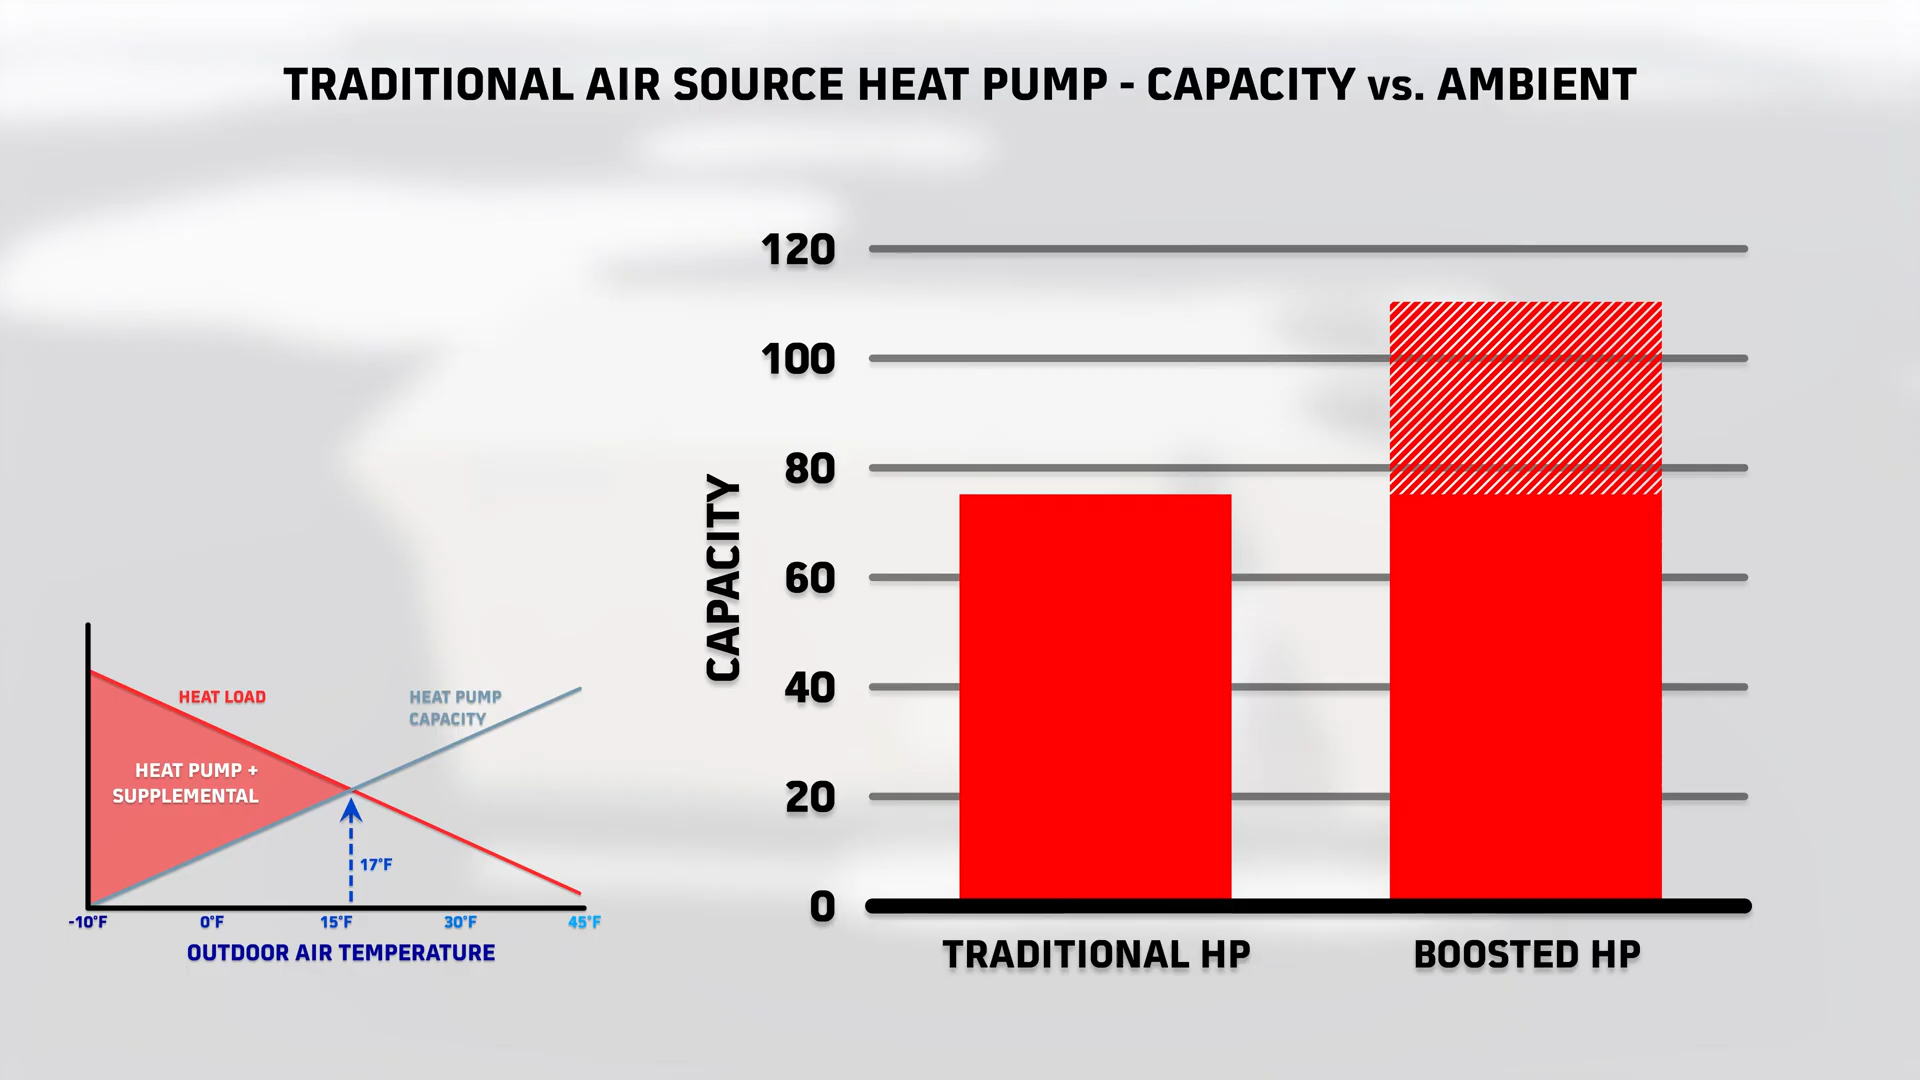 TRADITIONAL AIR SOURCE HEAT PUMP - CAPACITY vs. AMBIENT
HEAT LOAD
HEAT PUMP
CAPACITY
HEAT PUMP +
SUPPLEMENTAL
17°F
-10°F
0°F
15°F
30°F
45°F
OUTDOOR AIR TEMPERATURE
CAPACITY
120
100
80
60
40
20
0
TRADITIONAL HP
BOOSTED HP